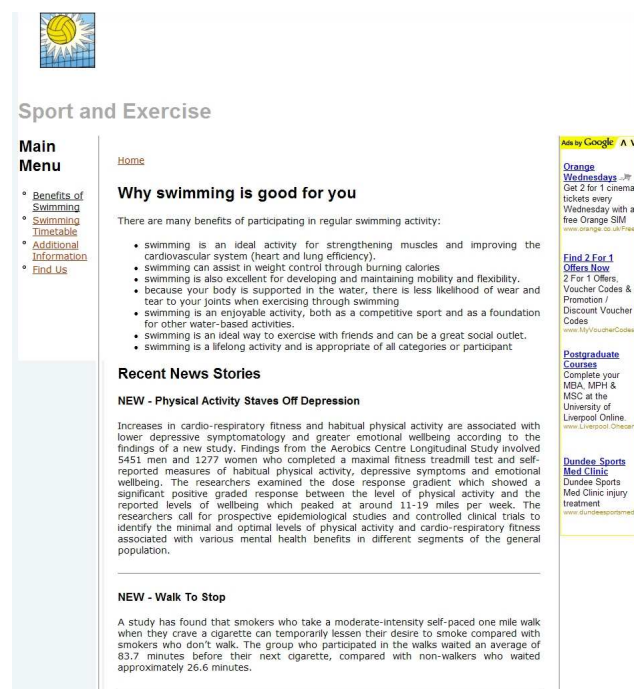 Sport and Exercise
Main
Menu
Benefits of
Swimming
Swimming
Timetable
Additional
Information
Find Us
Home
Why swimming is good for you
There are many benefits of participating in regular swimming activity:
swimming is an ideal activity for strengthening muscles and improving the
cardiovascular system (heart and lung efficiency).
swimming can assist in weight control through burning calories
swimming is also excellent for developing and maintaining mobility and flexibility.
because your body is supported in the water, there is less likelihood of wear and
tear to your joints when exercising through swimming
swimming is an enjoyable activity, both as a competitive sport and as a foundation
for other water-based activities.
swimming is an ideal way to exercise with friends and can be a great social outlet.
swimming is a lifelong activity and is appropriate of all categories or participant
Recent News Stories
NEW - Physical Activity Staves Off Depression
Increases in cardio-respiratory fitness and habitual physical activity are associated with
lower depressive symptomatology and greater emotional wellbeing according to the
findings of a new study. Findings from the Aerobics Centre Longitudinal Study involved
5451 men and 1277 women who completed a maximal fitness treadmill test and self-
reported measures of habitual physical activity, depressive symptoms and emotional
wellbeing. The researchers examined the dose response gradient which showed a
significant positive graded response between the level of physical activity and the
reported levels of wellbeing which peaked at around 11-19 miles per week. The
researchers call for prospective epidemiological studies and controlled clinical trials to
identify the minimal and optimal levels of physical activity and cardio-respiratory fitness
associated with various mental health benefits in different segments of the general
population.
NEW - Walk To Stop
A study has found that smokers who take a moderate-intensity self-paced one mile walk
when they crave a cigarette can temporarily lessen their desire to smoke compared with
smokers who don't walk. The group who participated in the walks waited an average of
83.7 minutes before their next cigarette, compared with non-walkers who waited
approximately 26.6 minutes.
Ads by Google
Orange
Wednesdays
Get 2 for 1 cinema
tickets every
Wednesday with a
free Orange SIM
www.orange.co.uk/Free
Find 2 For 1
Offers Now
2 For 1 Offers,
Voucher Codes &
Promotion /
Discount Voucher
Codes
www.MyVoucherCodes
Postgraduate
Courses
Complete your
MBA, MPH &
MSC at the
University of
Liverpool Online.
Dundee Sports
Med Clinic
Dundee Sports
Med Clinic injury
treatment
www.dundeesportsmed